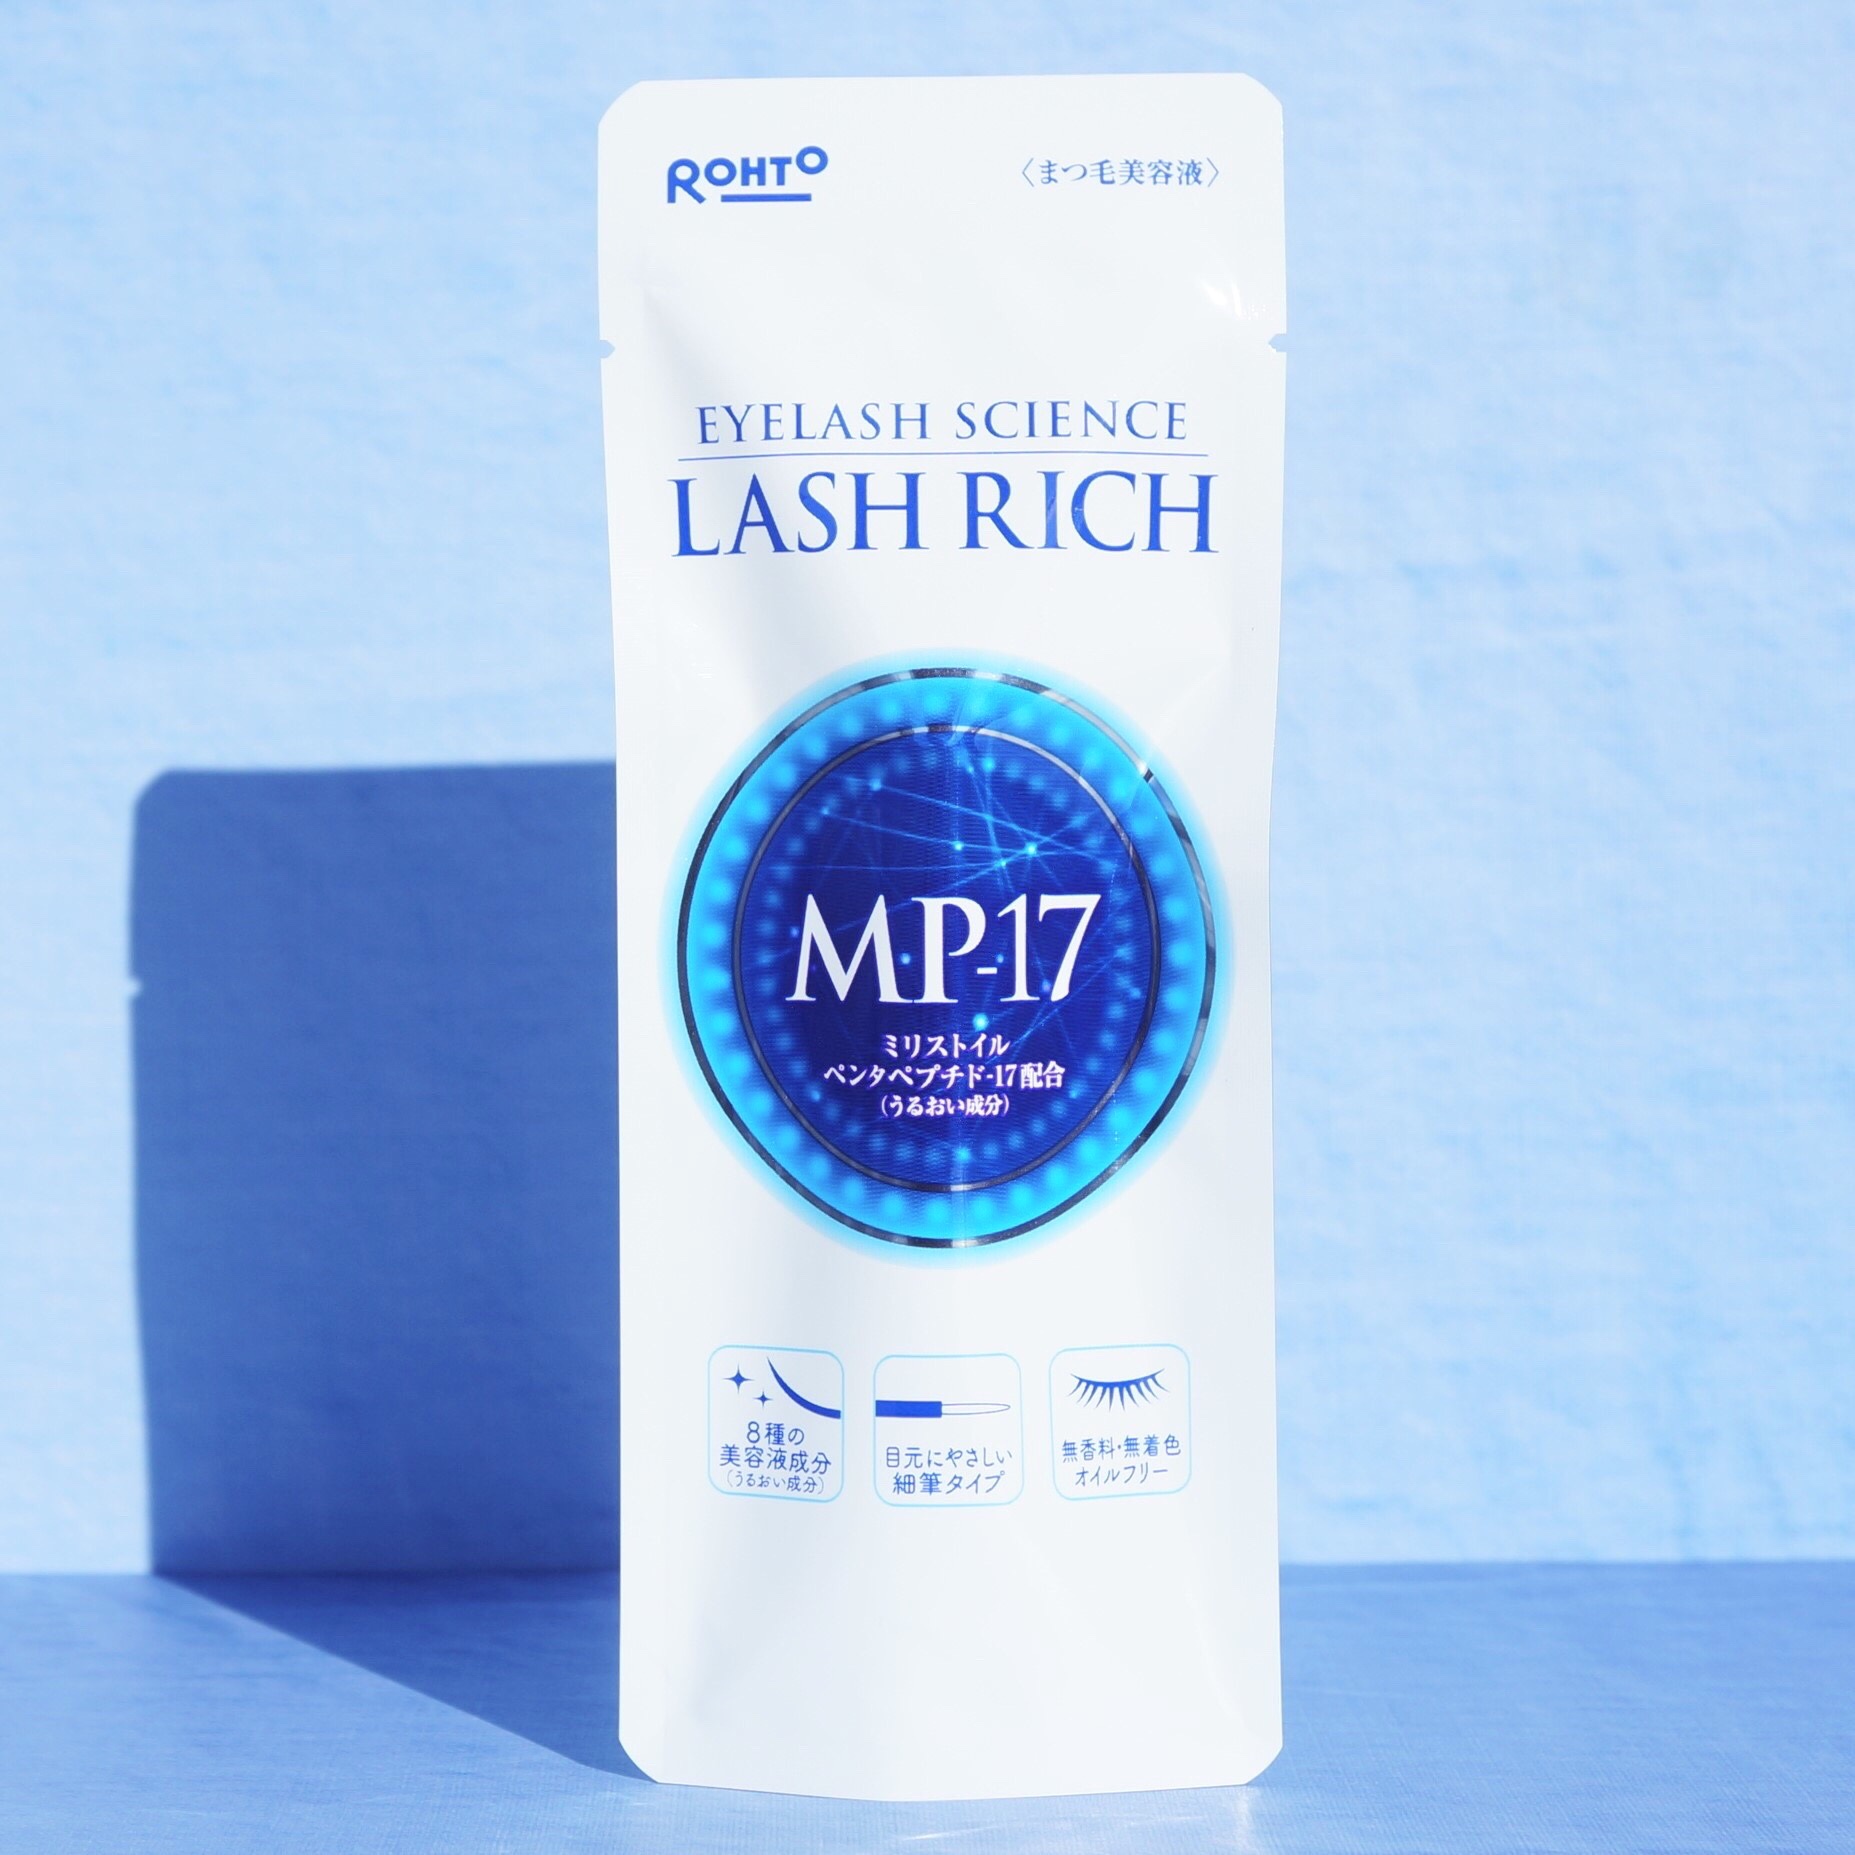 ROHTO
〈まつ毛美容液〉
EYELASH SCIENCE
LASH RICH
MP-17
ミリストイル
ペンタペプチド-17配合
(うるおい成分)
8種の
美容液成分
(うるおい成分)
目元にやさしい
細筆タイプ
無香料・無着色
オイルフリー